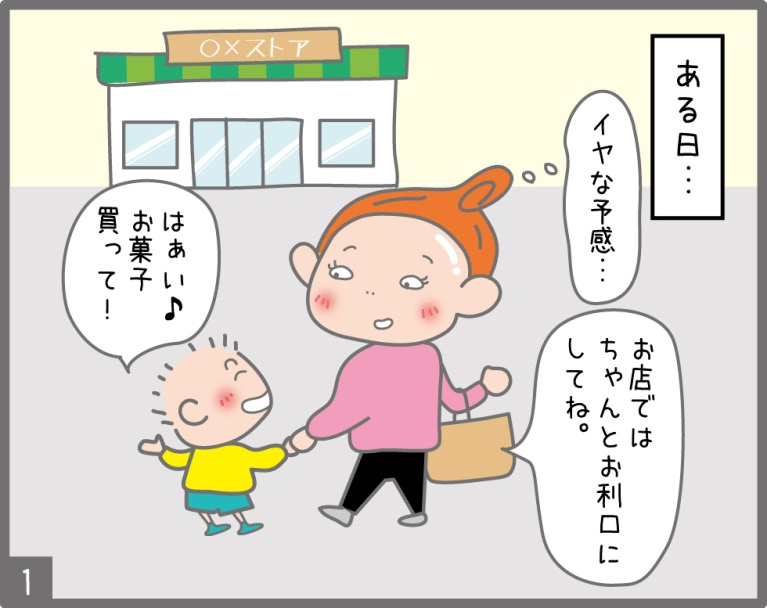 ある日…
〇×ストア
イヤな予感…
お店では
ちゃんとお利口に
してね。
はぁい♪
お菓子
買って！
1